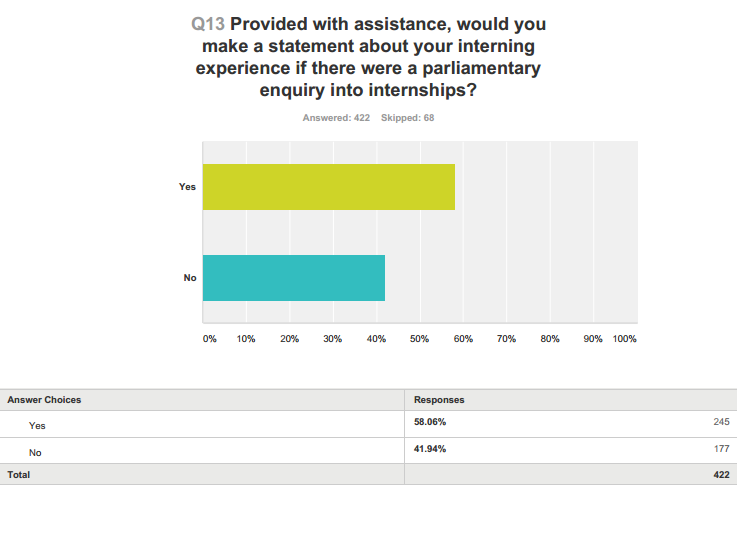 Q13 Provided with assistance, would you
make a statement about your interning
experience if there were a parliamentary
enquiry into internships?
Answered: 422 Skipped: 68
Yes
No
0% 10% 20% 30% 40% 50% 60% 70% 80% 90% 100%
Answer Choices Responses
Yes 58.06% 245
No 41.94% 177
Total 422